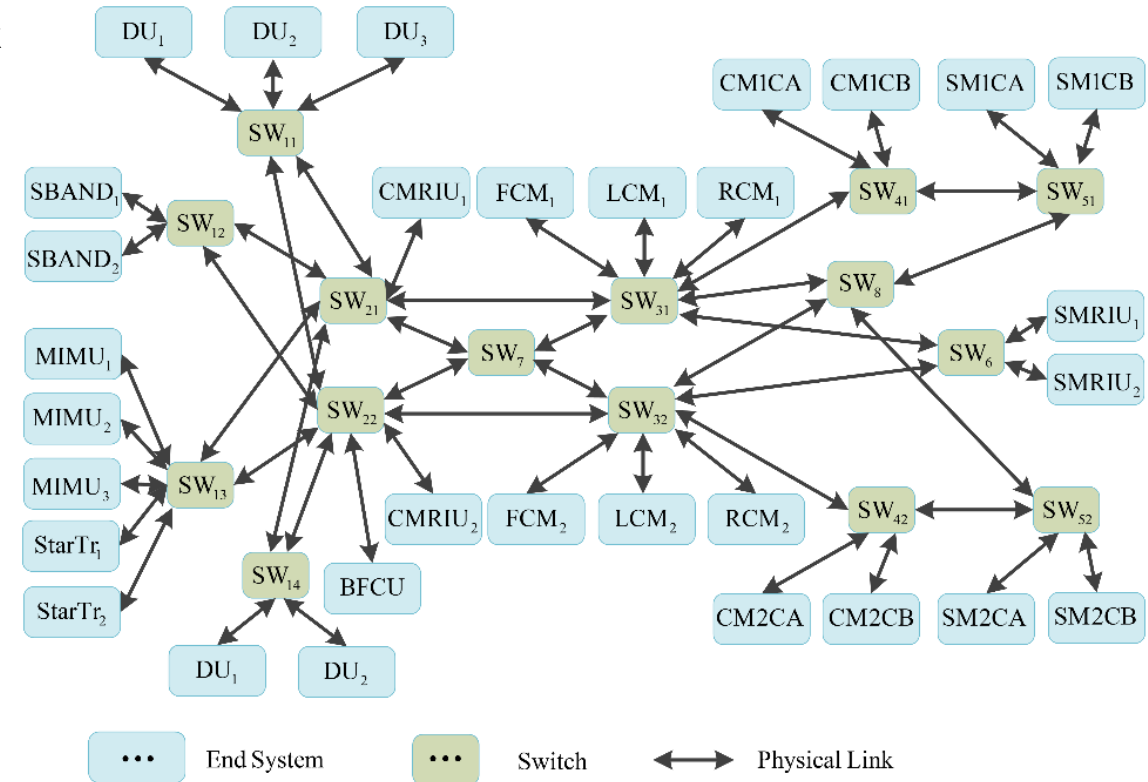 DU₁ DU₂ DU₃
SW₁₁
CM1CA CM1CB SM1CA SM1CB
SBAND₁ CMRIU₁ FCM₁ LCM₁ RCM₁
SW₄₁ SW₅₁
SW₁₂
SBAND₂
SW₂₁ SW₃₁ SW₈
SMRIU₁
MIMU₁ SW₇ SW₆
SMRIU₂
MIMU₂ SW₂₂ SW₃₂
MIMU₃ SW₁₃
CMRIU₂ FCM₂ LCM₂ RCM₂ SW₄₂ SW₅₂
StarTr₁
SW₁₄ BFCU
StarTr₂ CM2CA CM2CB SM2CA SM2CB
DU₁ DU₂
••• End System ••• Switch Physical Link